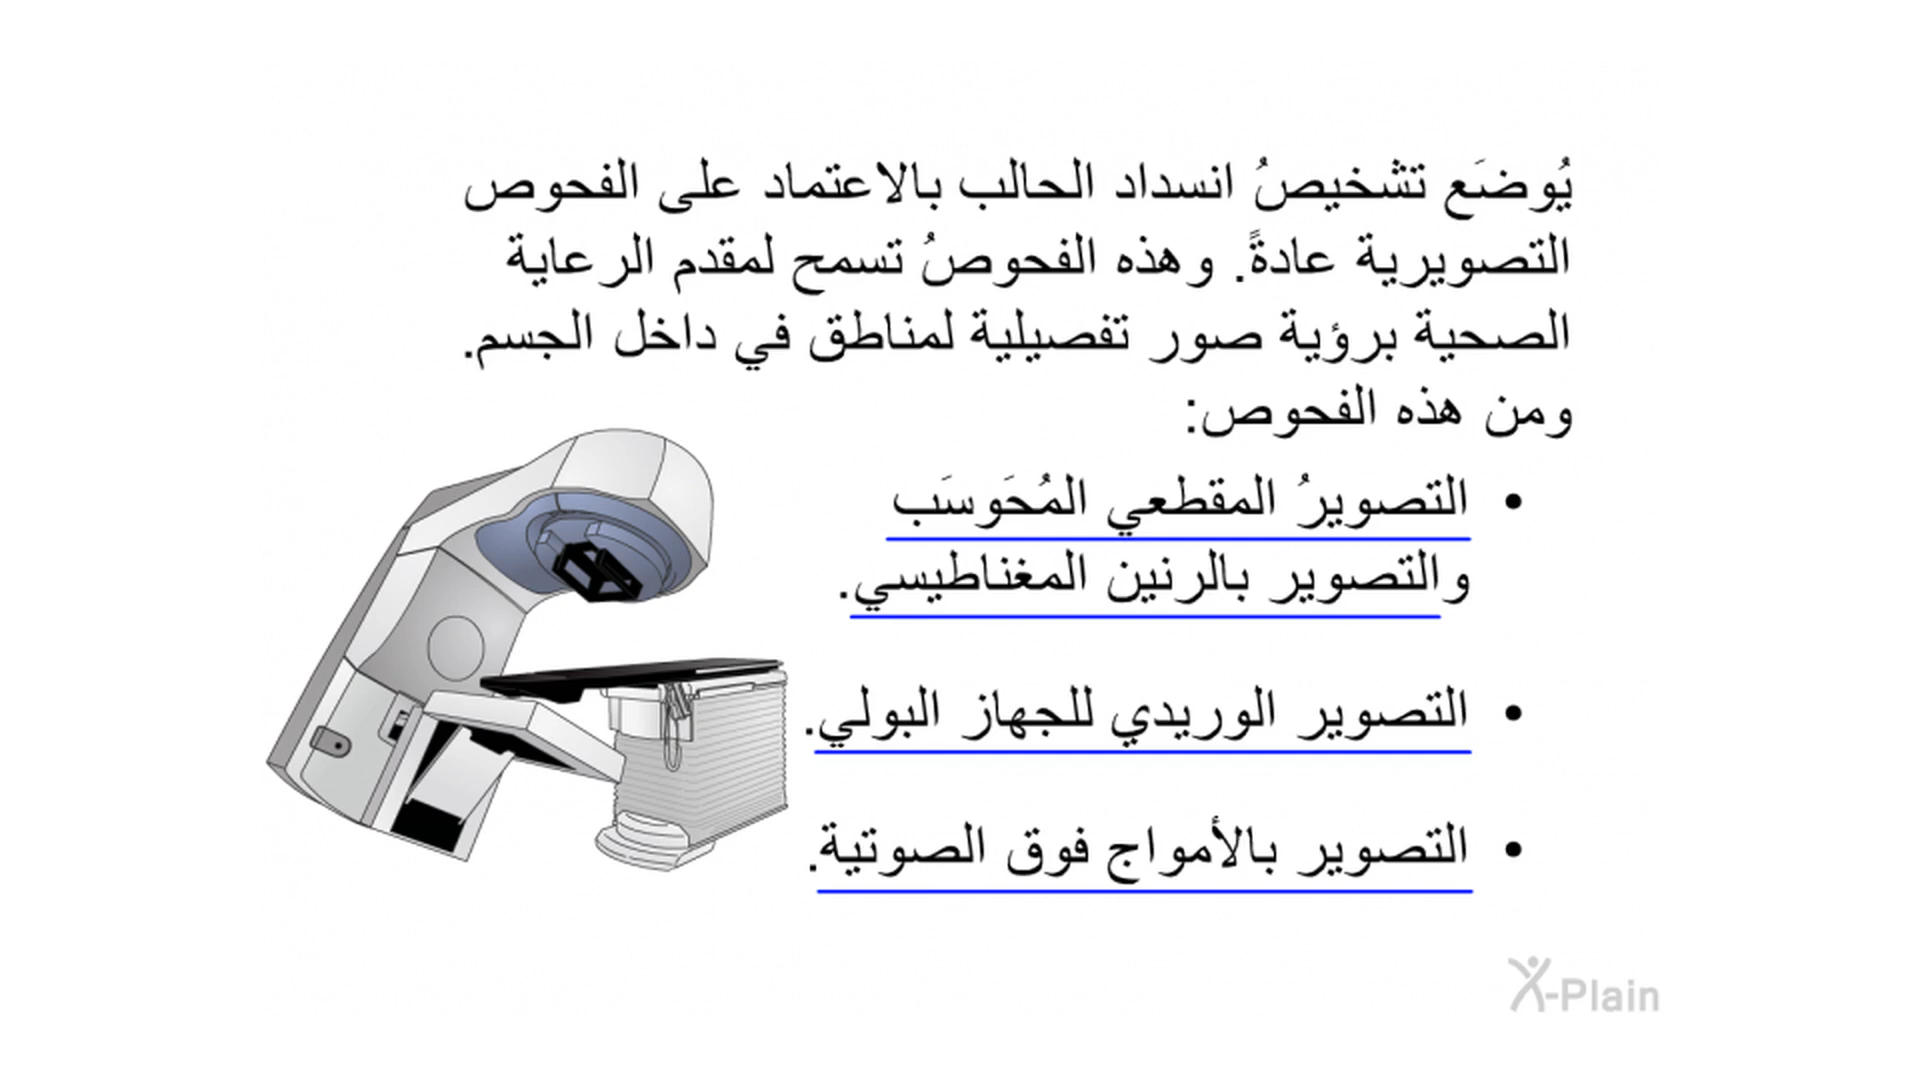 يُوضَع تشخيصُ انسداد الحالب بالاعتماد على الفحوص
التصويرية عادةً. وهذه الفحوصُ تسمح لمقدم الرعاية
الصحية برؤية صور تفصيلية لمناطق في داخل الجسم.
ومن هذه الفحوص:
• التصويرُ المقطعي المُحَوسَب
والتصوير بالرنين المغناطيسي.
• التصوير الوريدي للجهاز البولي.
• التصوير بالأمواج فوق الصوتية.
X-Plain